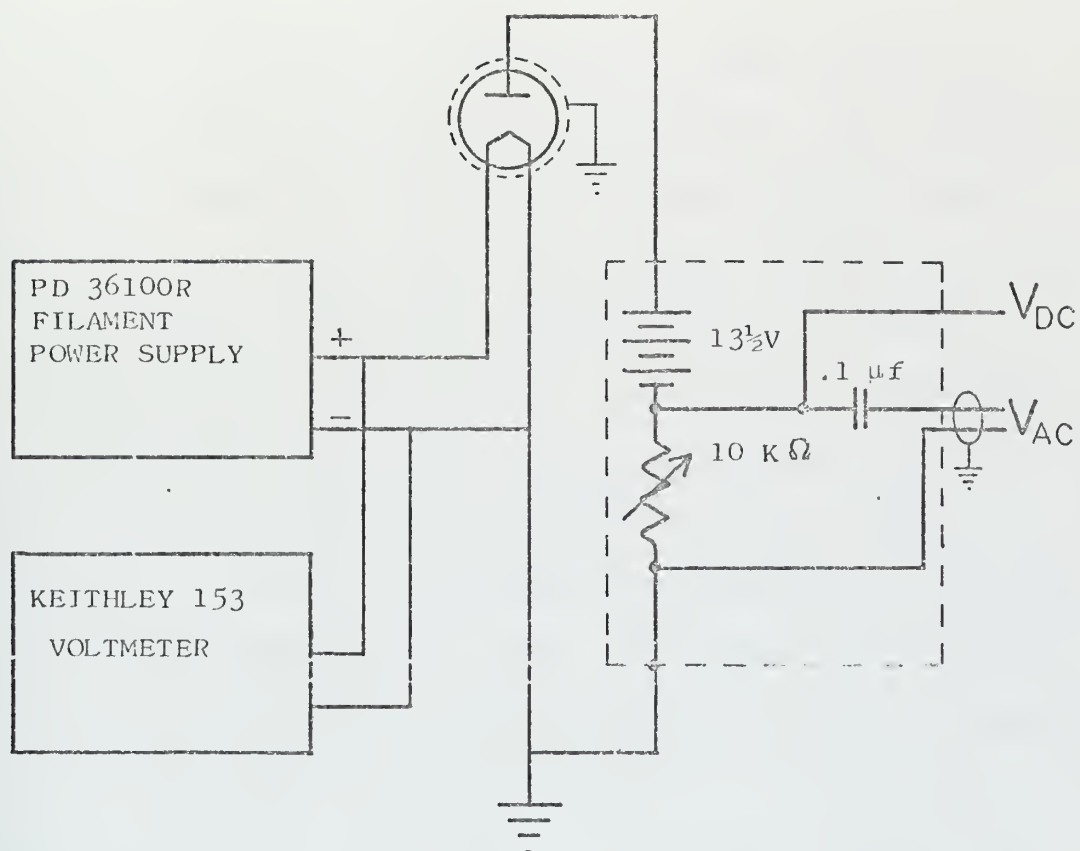 PD 36100R
FILAMENT
POWER SUPPLY
+
−
KEITHLEY 153
VOLTMETER
13½V
.1 µf
10 K Ω
V_DC
V_AC